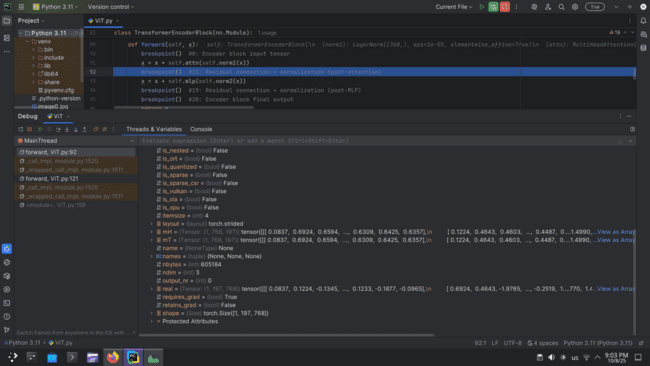 Python 3.11
Version control
Current File
Trial
Project
ViT.py
Python 3.11
venv
bin
include
lib
lib64
share
pyvenv.cfg
.python-version
image0.jpg
class TransformerEncoderBlock(nn.Module): 1 usage
19
def forward(self, x): self: TransformerEncoderBlock(\n (norm1): LayerNorm((768,), eps=1e-05, elementwise_affine=True)\n (attn): MultiHeadAttention
breakpoint() #8: Encoder block input tensor
x = x + self.attn(self.norm1(x))
92
breakpoint() #11: Residual connection + normalization (post-attention)
x = x + self.mlp(self.norm2(x))
breakpoint() #19: Residual connection + normalization (post-MLP)
breakpoint() #20: Encoder block final output
Debug
ViT.py
Threads & Variables
Console
MainThread
Evaluate expression (Enter) or add a watch (Ctrl+Shift+Enter)
forward, ViT.py:92
_call_impl, module.py:1520
_wrapped_call_impl, module.py:1511
forward, ViT.py:121
_call_impl, module.py:1520
_wrapped_call_impl, module.py:1511
<module>, ViT.py:159
is_nested = {bool} False
is_ort = {bool} False
is_quantized = {bool} False
is_sparse = {bool} False
is_sparse_csr = {bool} False
is_vulkan = {bool} False
is_xla = {bool} False
is_xpu = {bool} False
itemsize = {int} 4
layout = {layout} torch.strided
mH = {Tensor: (1, 768, 197)} tensor([[[ 0.0837, 0.6924, 0.6594, ..., 0.6309, 0.6425, 0.6357],\n [ 0.1224, 0.4643, 0.4603, ..., 0.4487, 0....1.4990, ...View as Array
mT = {Tensor: (1, 768, 197)} tensor([[[ 0.0837, 0.6924, 0.6594, ..., 0.6309, 0.6425, 0.6357],\n [ 0.1224, 0.4643, 0.4603, ..., 0.4487, 0....1.4990, ...View as Array
name = {NoneType} None
names = {tuple} (None, None, None)
nbytes = {int} 605184
ndim = {int} 3
output_nr = {int} 0
real = {Tensor: (1, 197, 768)} tensor([[[ 0.0837, 0.1224, -0.1345, ..., 0.1233, -0.1877, -0.0965],\n [ 0.6924, 0.4643, -1.9765, ..., -0.2519, 1....770, 1.4...View as Array
requires_grad = {bool} True
retains_grad = {bool} False
shape = {Size} torch.Size([1, 197, 768])
Protected Attributes
Switch frames from anywhere in the IDE with ...
Python 3.11
ViT.py
92:1
LF
UTF-8
4 spaces
Python 3.11 (Python 3.11)
us
9:03 PM
10/8/25